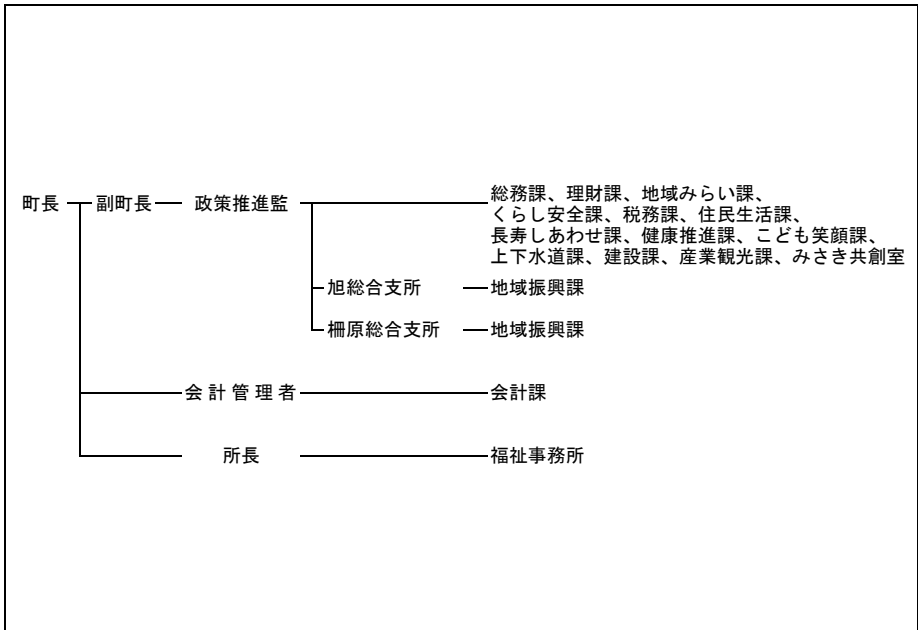 町長 副町長 政策推進監 総務課、理財課、地域みらい課、
くらし安全課、税務課、住民生活課、
長寿しあわせ課、健康推進課、こども笑顔課、
上下水道課、建設課、産業観光課、みさき共創室
旭総合支所 地域振興課
柵原総合支所 地域振興課
会計管理者 会計課
所長 福祉事務所